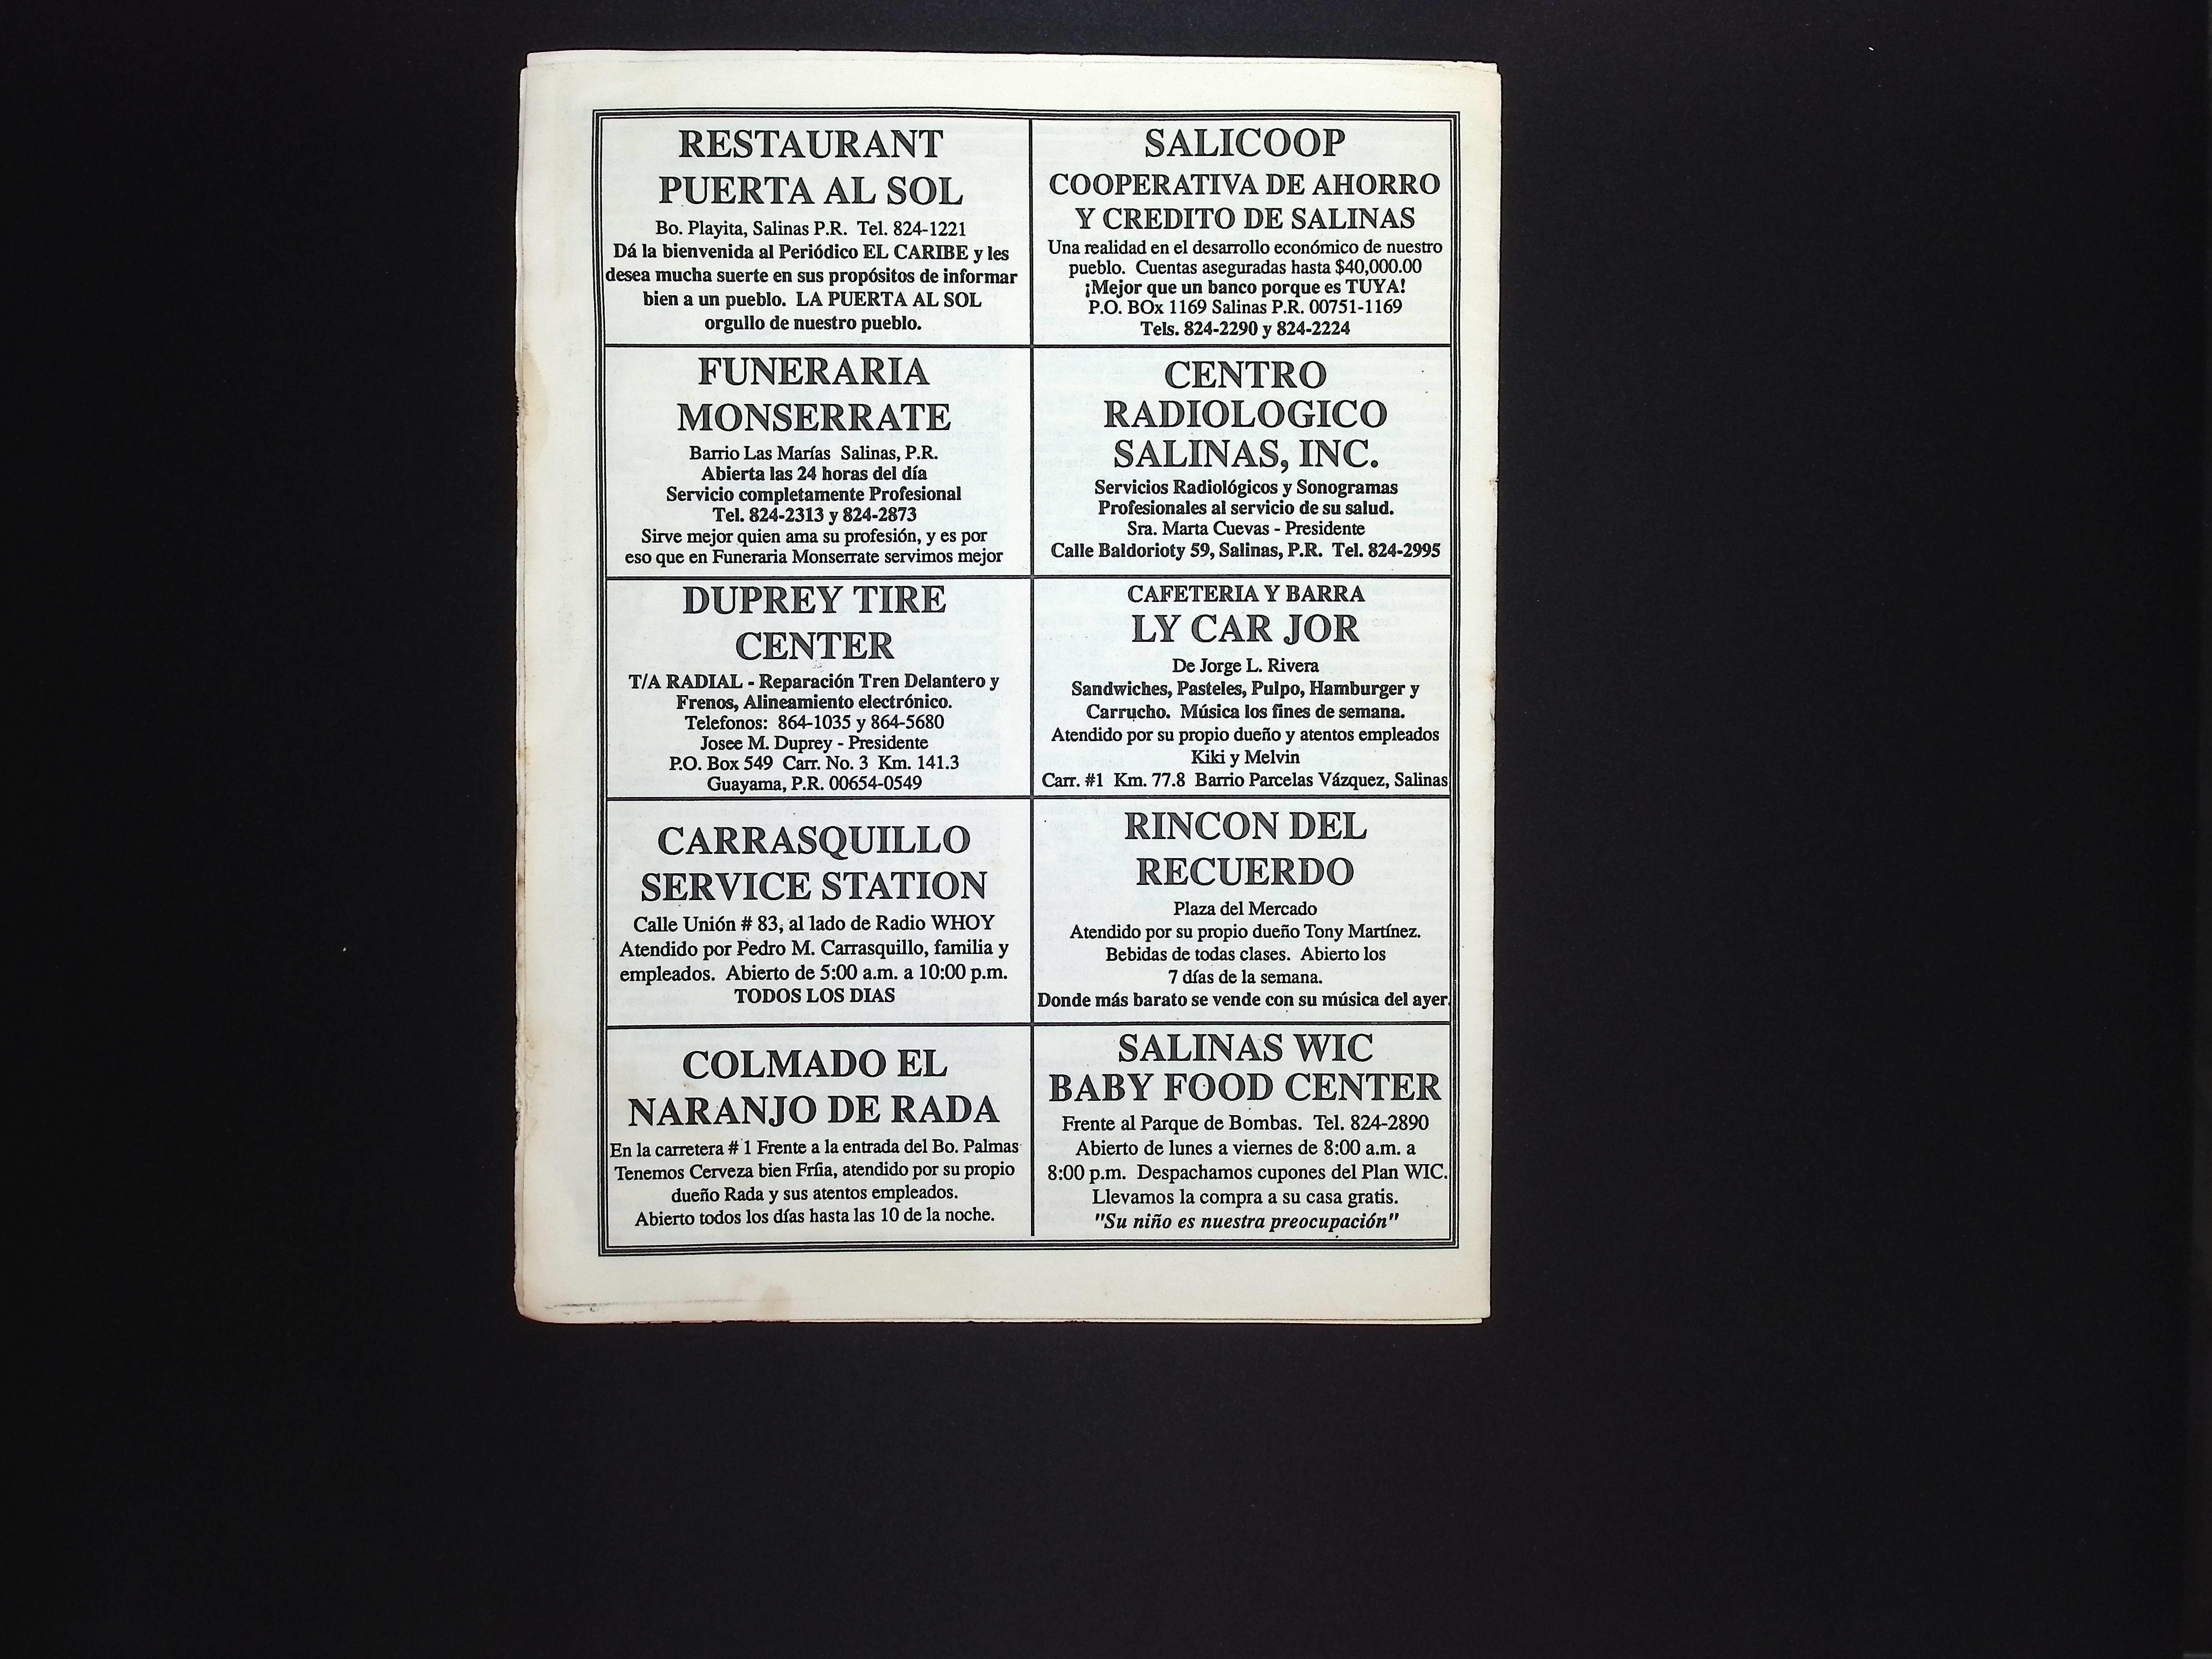 RESTAURANT
PUERTA AL SOL
Bo. Playita, Salinas P.R. Tel. 824-1221
Dá la bienvenida al Periódico EL CARIBE y les
desea mucha suerte en sus propósitos de informar
bien a un pueblo. LA PUERTA AL SOL
orgullo de nuestro pueblo.
SALICOOP
COOPERATIVA DE AHORRO
Y CREDITO DE SALINAS
Una realidad en el desarrollo económico de nuestro
pueblo. Cuentas aseguradas hasta $40,000.00
¡Mejor que un banco porque es TUYA!
P.O. BOx 1169 Salinas P.R. 00751-1169
Tels. 824-2290 y 824-2224
FUNERARIA
MONSERRATE
Barrio Las Marías Salinas, P.R.
Abierta las 24 horas del día
Servicio completamente Profesional
Tel. 824-2313 y 824-2873
Sirve mejor quien ama su profesión, y es por
eso que en Funeraria Monserrate servimos mejor
CENTRO
RADIOLOGICO
SALINAS, INC.
Servicios Radiológicos y Sonogramas
Profesionales al servicio de su salud.
Sra. Marta Cuevas - Presidente
Calle Baldorioty 59, Salinas, P.R. Tel. 824-2995
DUPREY TIRE
CENTER
T/A RADIAL - Reparación Tren Delantero y
Frenos, Alineamiento electrónico.
Telefonos: 864-1035 y 864-5680
Josee M. Duprey - Presidente
P.O. Box 549 Carr. No. 3 Km. 141.3
Guayama, P.R. 00654-0549
CAFETERIA Y BARRA
LY CAR JOR
De Jorge L. Rivera
Sandwiches, Pasteles, Pulpo, Hamburger y
Carrucho. Música los fines de semana.
Atendido por su propio dueño y atentos empleados
Kiki y Melvin
Carr. #1 Km. 77.8 Barrio Parcelas Vázquez, Salinas
CARRASQUILLO
SERVICE STATION
Calle Unión # 83, al lado de Radio WHOY
Atendido por Pedro M. Carrasquillo, familia y
empleados. Abierto de 5:00 a.m. a 10:00 p.m.
TODOS LOS DIAS
RINCON DEL
RECUERDO
Plaza del Mercado
Atendido por su propio dueño Tony Martínez.
Bebidas de todas clases. Abierto los
7 días de la semana.
Donde más barato se vende con su música del ayer.
COLMADO EL
NARANJO DE RADA
En la carretera # 1 Frente a la entrada del Bo. Palmas
Tenemos Cerveza bien Fríia, atendido por su propio
dueño Rada y sus atentos empleados.
Abierto todos los días hasta las 10 de la noche.
SALINAS WIC
BABY FOOD CENTER
Frente al Parque de Bombas. Tel. 824-2890
Abierto de lunes a viernes de 8:00 a.m. a
8:00 p.m. Despachamos cupones del Plan WIC.
Llevamos la compra a su casa gratis.
"Su niño es nuestra preocupación"